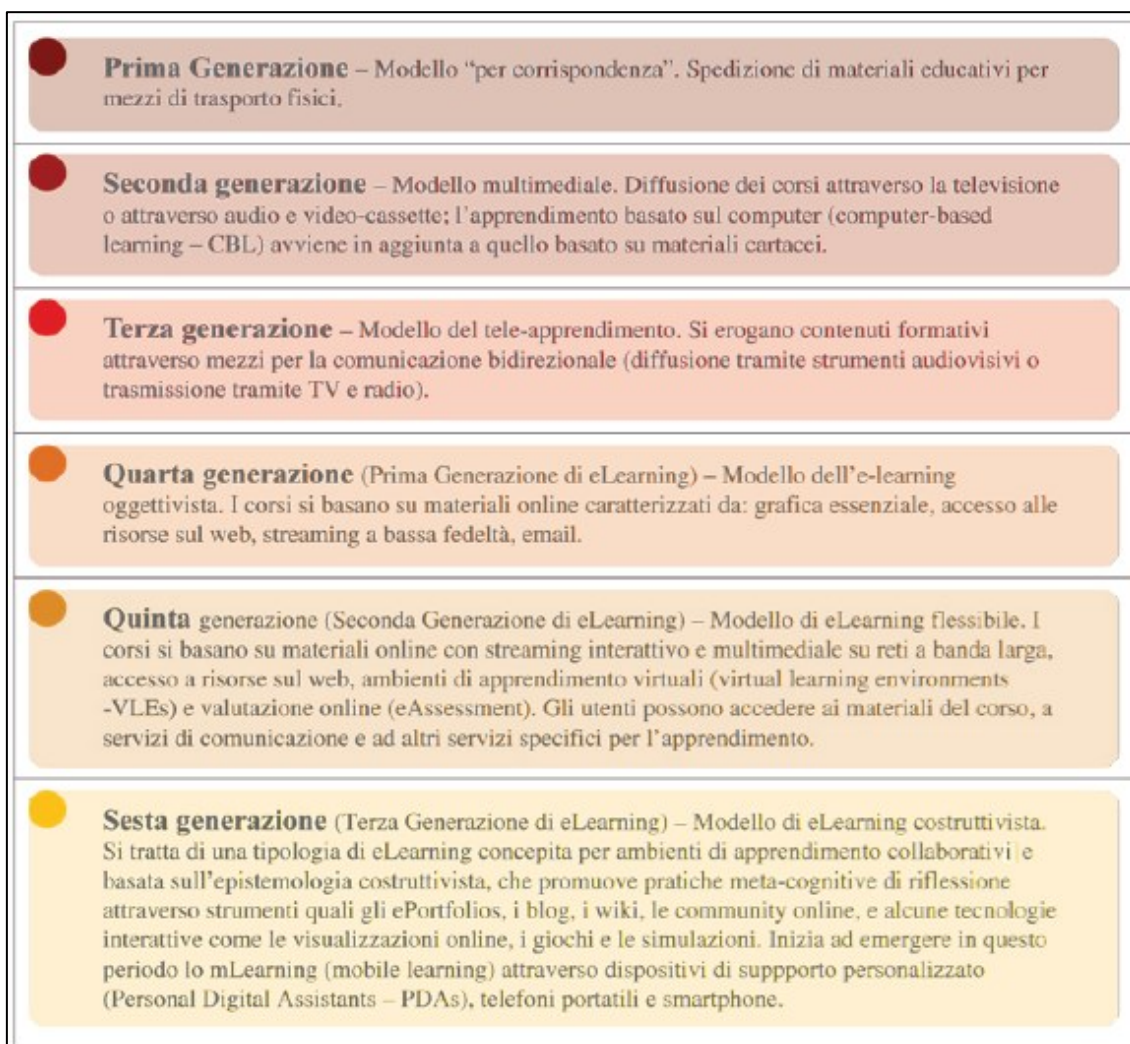 Prima Generazione – Modello “per corrispondenza”. Spedizione di materiali educativi per
mezzi di trasporto fisici.
Seconda generazione – Modello multimediale. Diffusione dei corsi attraverso la televisione
o attraverso audio e video-cassette; l’apprendimento basato sul computer (computer-based
learning – CBL) avviene in aggiunta a quello basato su materiali cartacei.
Terza generazione – Modello del tele-apprendimento. Si erogano contenuti formativi
attraverso mezzi per la comunicazione bidirezionale (diffusione tramite strumenti audiovisivi o
trasmissione tramite TV e radio).
Quarta generazione (Prima Generazione di eLearning) – Modello dell’e-learning
oggettivista. I corsi si basano su materiali online caratterizzati da: grafica essenziale, accesso alle
risorse sul web, streaming a bassa fedeltà, email.
Quinta generazione (Seconda Generazione di eLearning) – Modello di eLearning flessibile. I
corsi si basano su materiali online con streaming interattivo e multimediale su reti a banda larga,
accesso a risorse sul web, ambienti di apprendimento virtuali (virtual learning environments
-VLEs) e valutazione online (eAssessment). Gli utenti possono accedere ai materiali del corso, a
servizi di comunicazione e ad altri servizi specifici per l’apprendimento.
Sesta generazione (Terza Generazione di eLearning) – Modello di eLearning costruttivista.
Si tratta di una tipologia di eLearning concepita per ambienti di apprendimento collaborativi e
basata sull’epistemologia costruttivista, che promuove pratiche meta-cognitive di riflessione
attraverso strumenti quali gli ePortfolios, i blog, i wiki, le community online, e alcune tecnologie
interattive come le visualizzazioni online, i giochi e le simulazioni. Inizia ad emergere in questo
periodo lo mLearning (mobile learning) attraverso dispositivi di suppporto personalizzato
(Personal Digital Assistants – PDAs), telefoni portatili e smartphone.